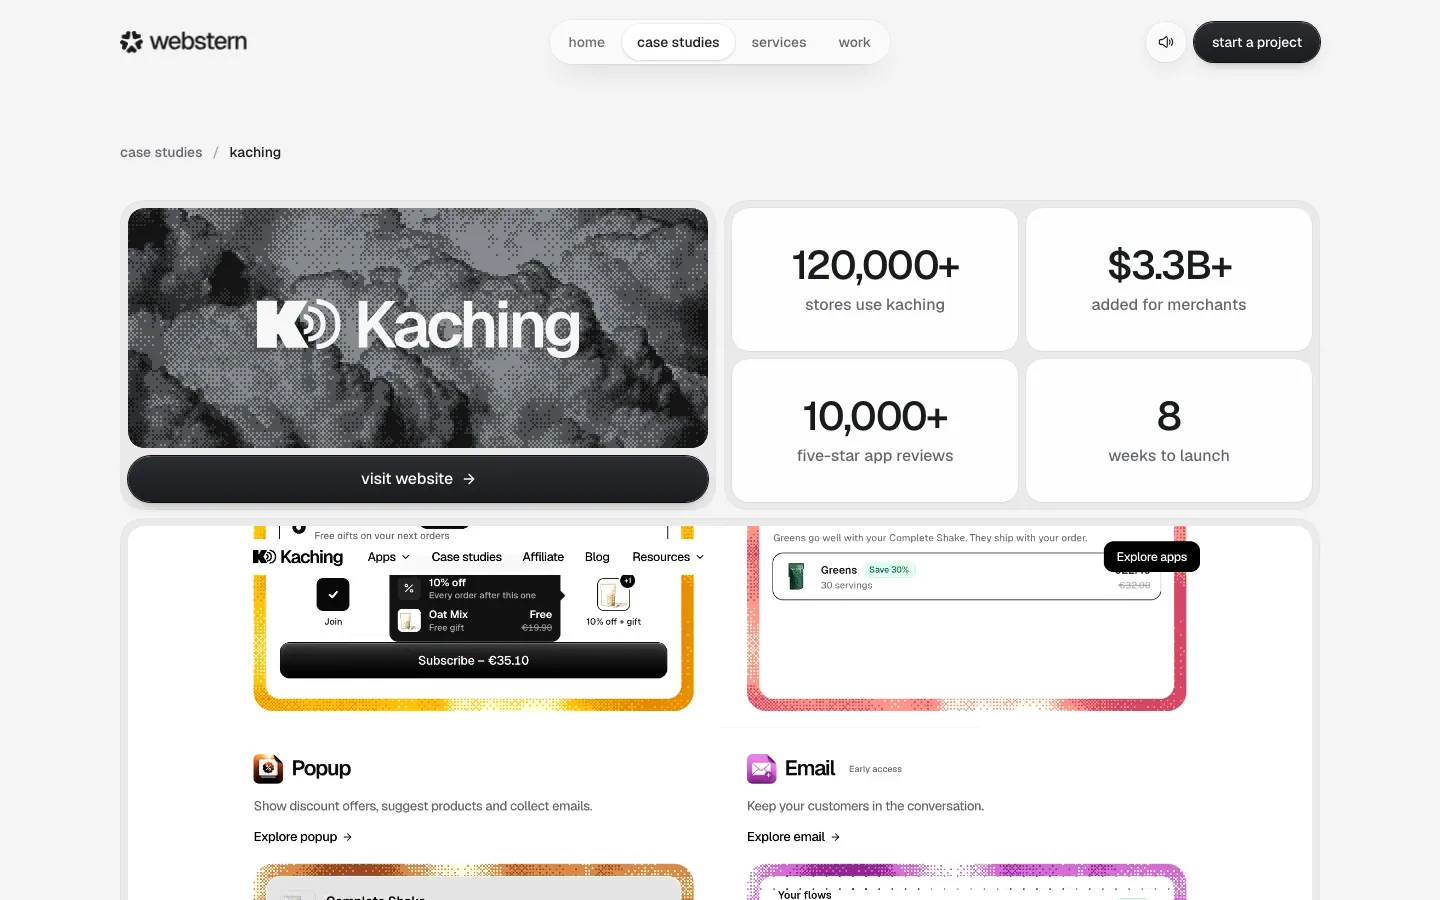 webstern
home
case studies
services
work
start a project
case studies / kaching
Kaching
visit website →
120,000+
stores use kaching
$3.3B+
added for merchants
10,000+
five-star app reviews
8
weeks to launch
Free gifts on your next orders
Greens go well with your Complete Shake. They ship with your order.
Kaching
Apps
Case studies
Affiliate
Blog
Resources
Explore apps
Join
%
10% off
Every order after this one
Oat Mix
Free
Free gift
€19.90
+1
10% off + gift
Subscribe – €35.10
Greens
Save 30%
30 servings
€32.00
Popup
Show discount offers, suggest products and collect emails.
Explore popup →
Email
Early access
Keep your customers in the conversation.
Explore email →
Complete Shake
Your flows